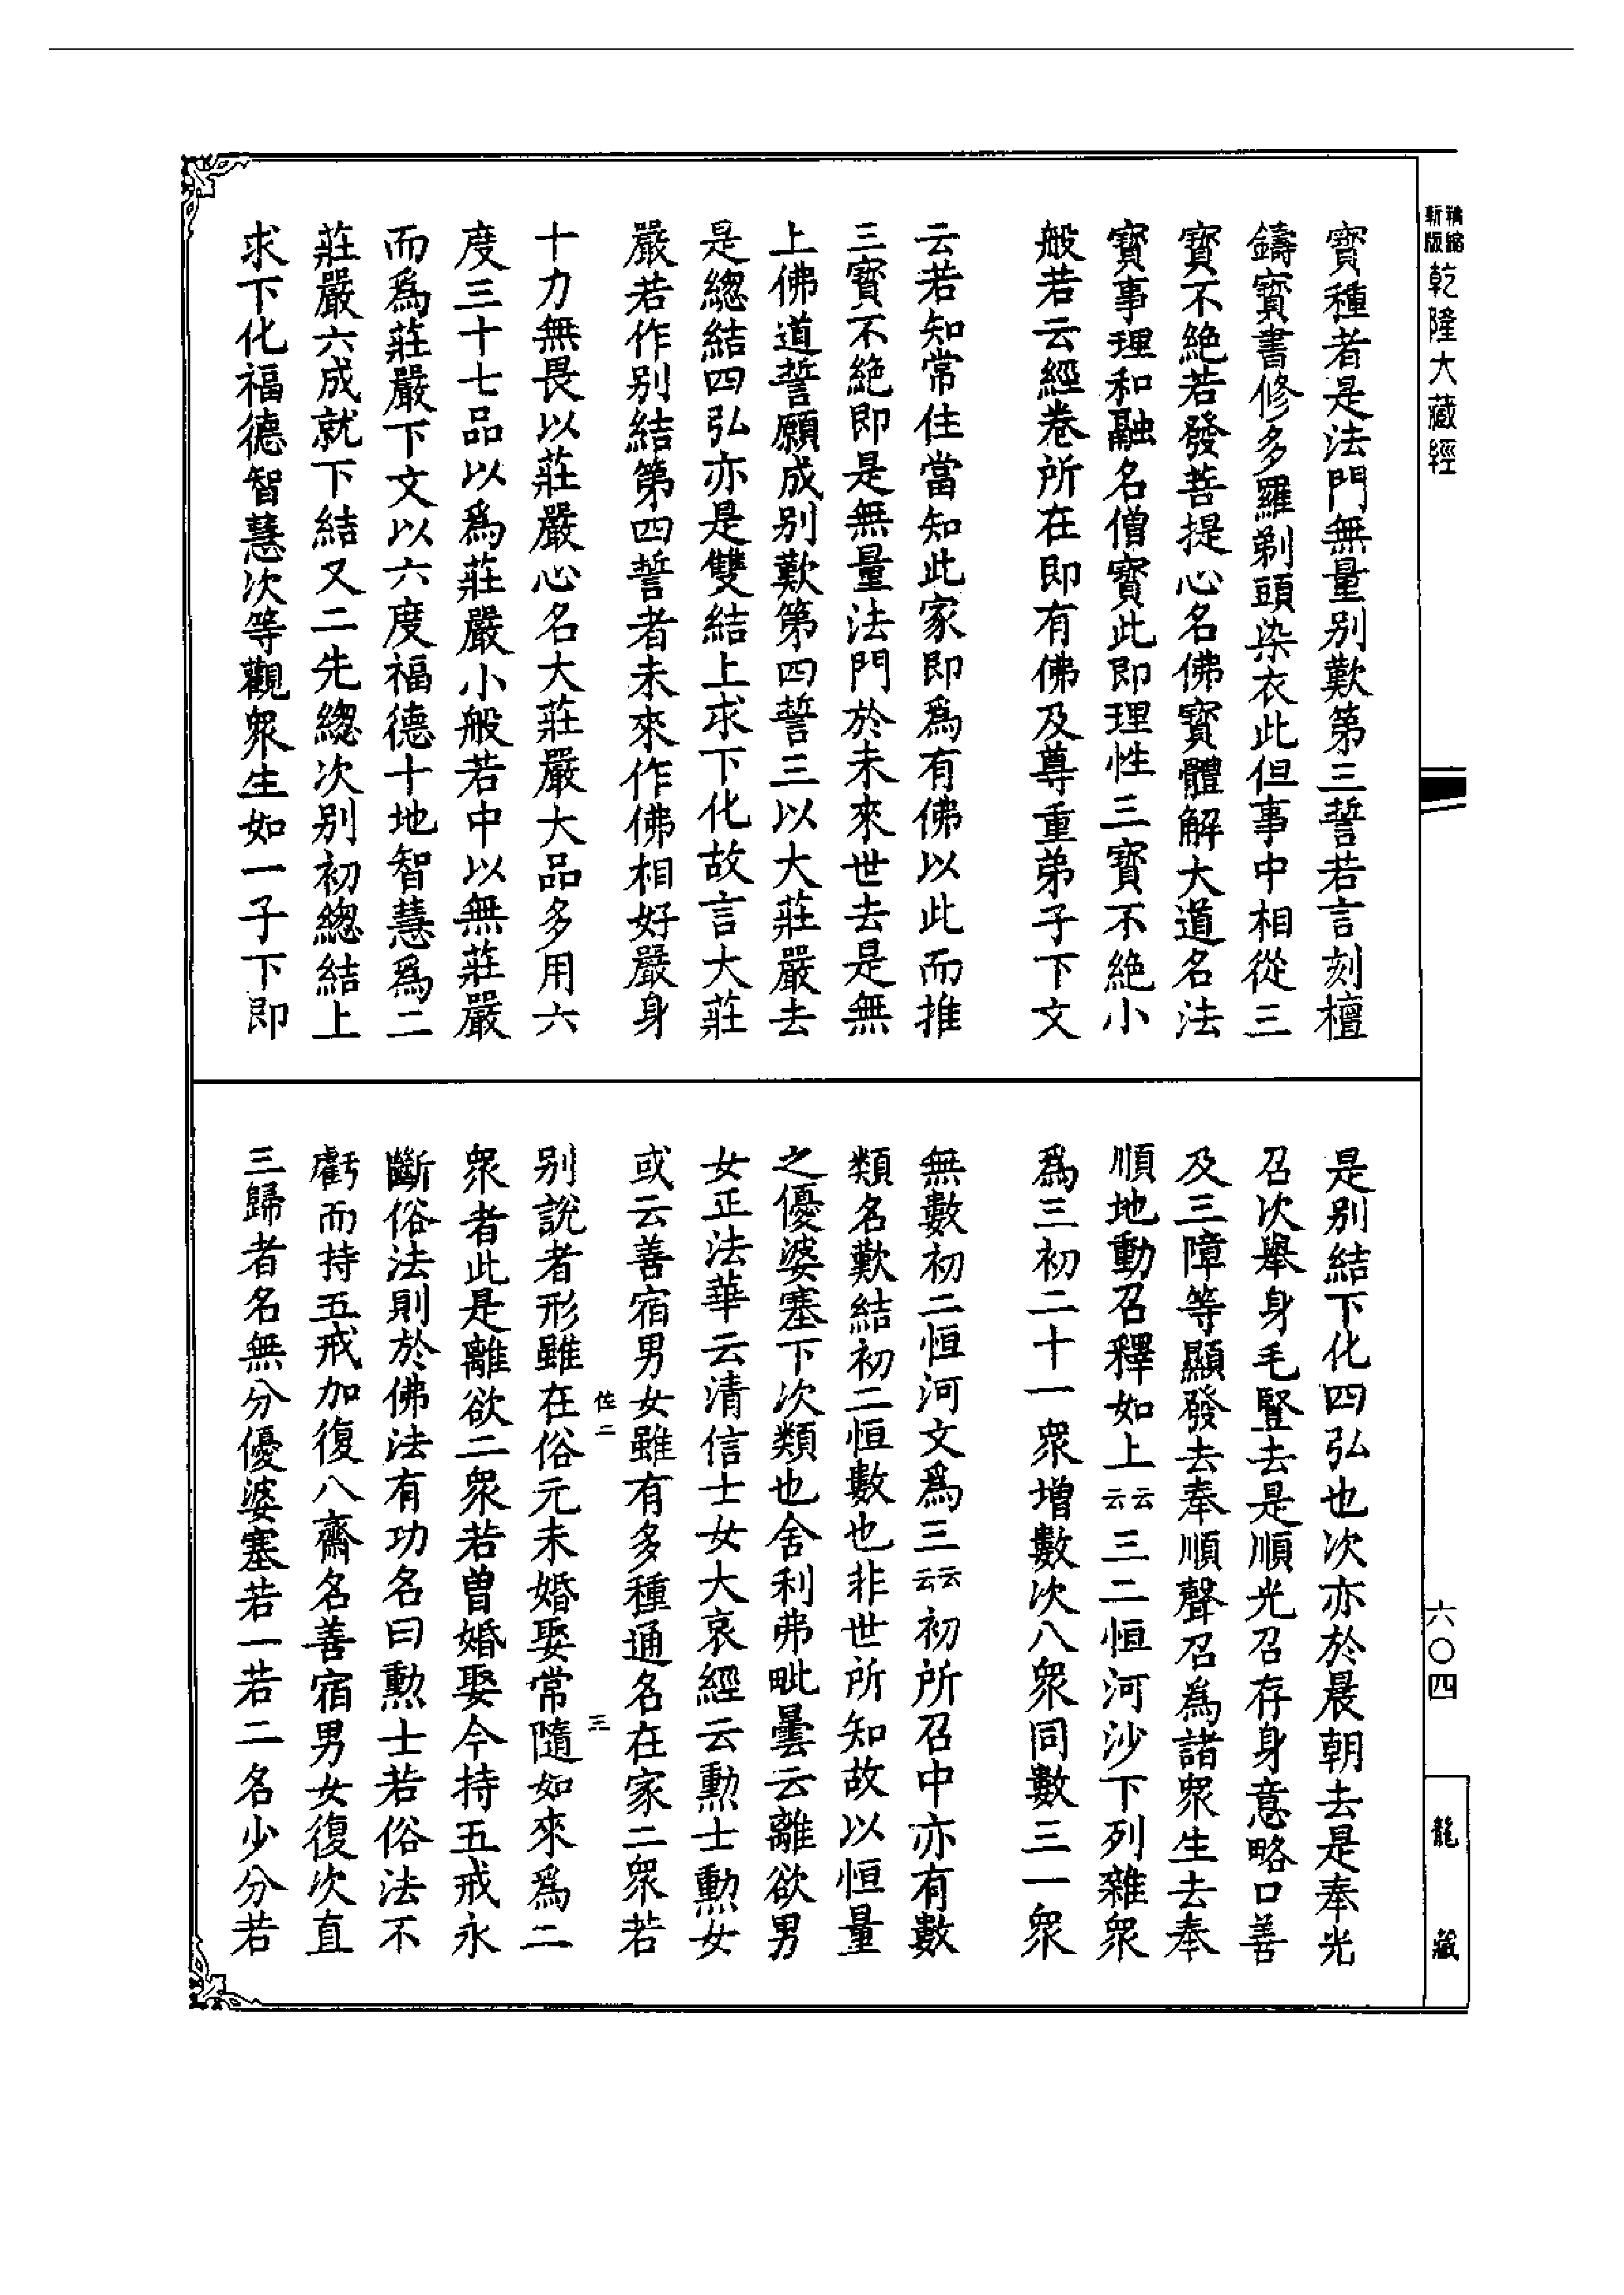 精縮新版乾隆大藏經
寳種者是法門無量別歎第三誓若言刻檀
鑄寳書修多羅剃頭染衣此但事中相從三
寳不絶若發菩提心名佛寳體解大道名法
寳事理和融名僧寳此即理性三寳不絶小
般若云經卷所在即有佛及尊重弟子下文
云若知常住當知此家即爲有佛以此而推
三寳不絶即是無量法門於未來世去是無
上佛道誓願成別歎第四誓三以大莊嚴去
是總結四弘亦是雙結上求下化故言大莊
嚴若作別結第四誓者未來作佛相好嚴身
十力無畏以莊嚴心名大莊嚴大品多用六
度三十七品以爲莊嚴小般若中以無莊嚴
而爲莊嚴下文以六度福德十地智慧爲二
莊嚴六成就下結又二先總次別初總結上
求下化福德智慧次等觀衆生如一子下即
是別結下化四弘也次亦於晨朝去是奉光
召次舉身毛豎去是順光召存身意略口善
及三障等顯發去奉順聲召為諸衆生去奉
順地動召釋如上云云三二恒河沙下列雜衆
爲三初二十一衆增數次八衆同數三一衆
無數初二恒河文爲三云云初所召中亦有數
類名歎結初二恒數也非世所知故以恒量
之優婆塞下次類也舍利弗毗曇云離欲男
女正法華云清信士女大哀經云勳士勳女
或云善宿男女雖有多種通名在家二衆若
佐二
三
別説者形雖在俗元未婚娶常隨如來爲二
衆者此是離欲二衆若曾婚娶今持五戒永
斷俗法則於佛法有功名曰勳士若俗法不
虧而持五戒加復八齋名善宿男女復次直
三歸者名無分優婆塞若一若二名少分若
六〇四
龍藏